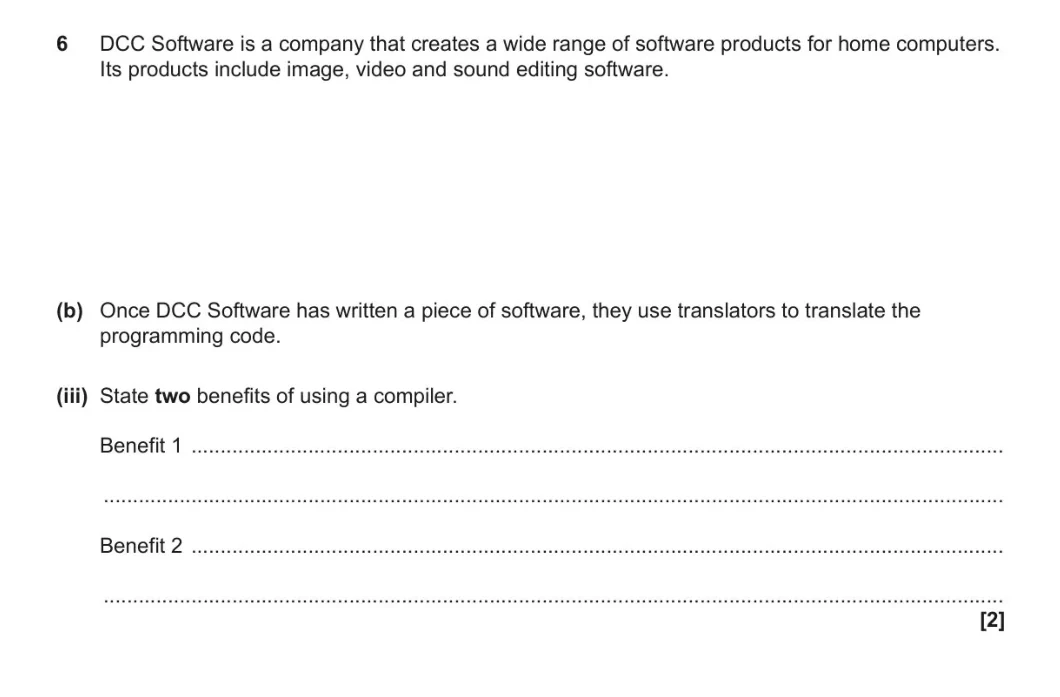 6 DCC Software is a company that creates a wide range of software products for home computers.
Its products include image, video and sound editing software.
(b) Once DCC Software has written a piece of software, they use translators to translate the
programming code.
(iii) State two benefits of using a compiler.
Benefit 1 ..........................................................................................................................................
..........................................................................................................................................................
Benefit 2 ..........................................................................................................................................
..........................................................................................................................................................
[2]